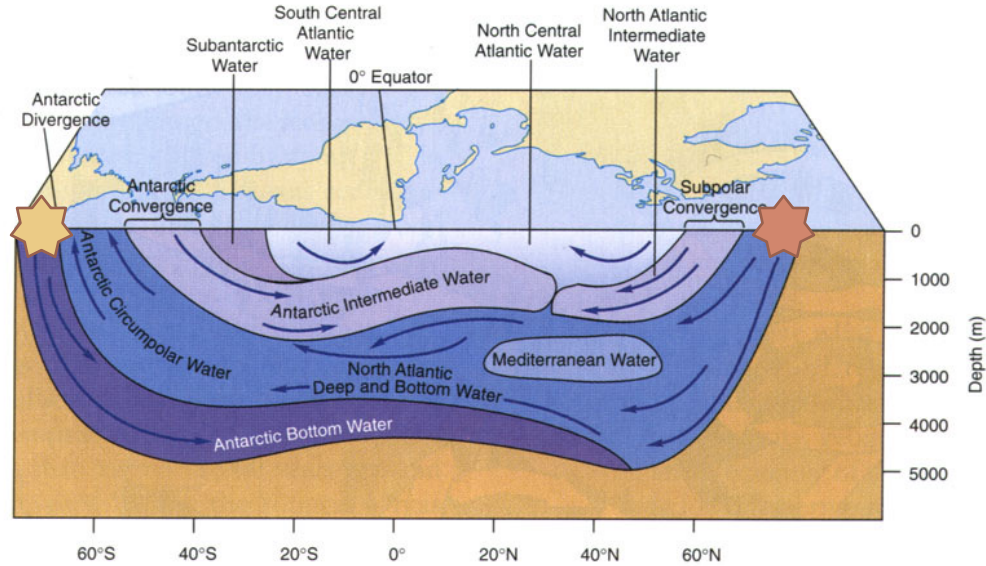 South Central
Atlantic
Water
North Atlantic
Intermediate
Water
North Central
Atlantic Water
Subantarctic
Water
0° Equator
Antarctic
Divergence
Antarctic
Convergence
Subpolar
Convergence
0
1000
2000
3000
4000
5000
Depth (m)
Antarctic Circumpolar Water
Antarctic Intermediate Water
Mediterranean Water
North Atlantic
Deep and Bottom Water
Antarctic Bottom Water
60°S
40°S
20°S
0°
20°N
40°N
60°N